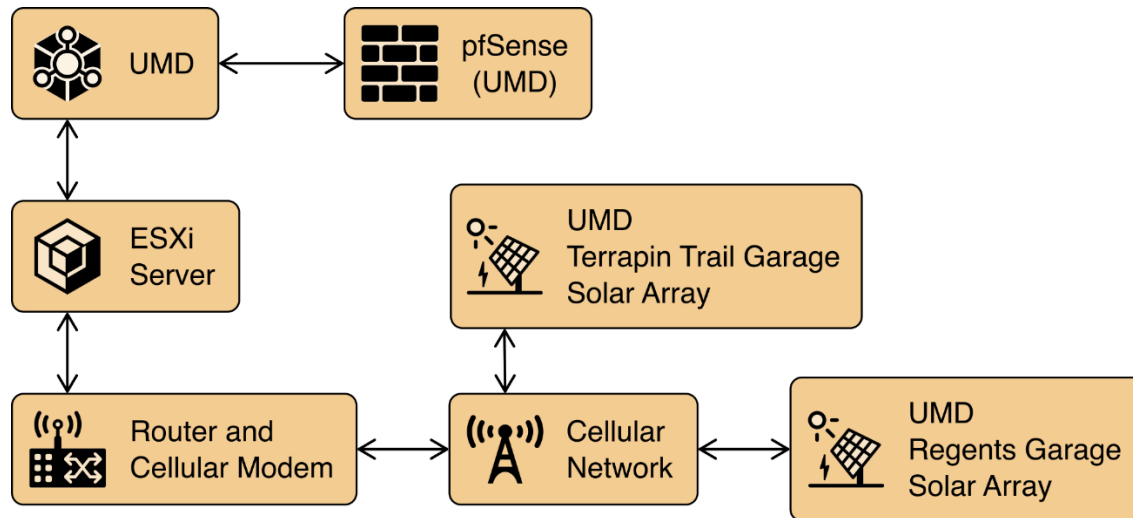 UMD
pfSense
(UMD)
ESXi
Server
UMD
Terrapin Trail Garage
Solar Array
Router and
Cellular Modem
Cellular
Network
UMD
Regents Garage
Solar Array